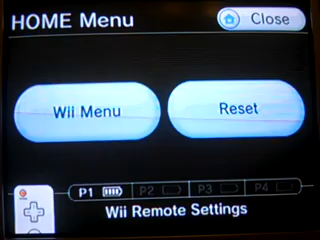 HOME Menu
Close
Wii Menu
Reset
P1 P2 P3 P4
Wii Remote Settings